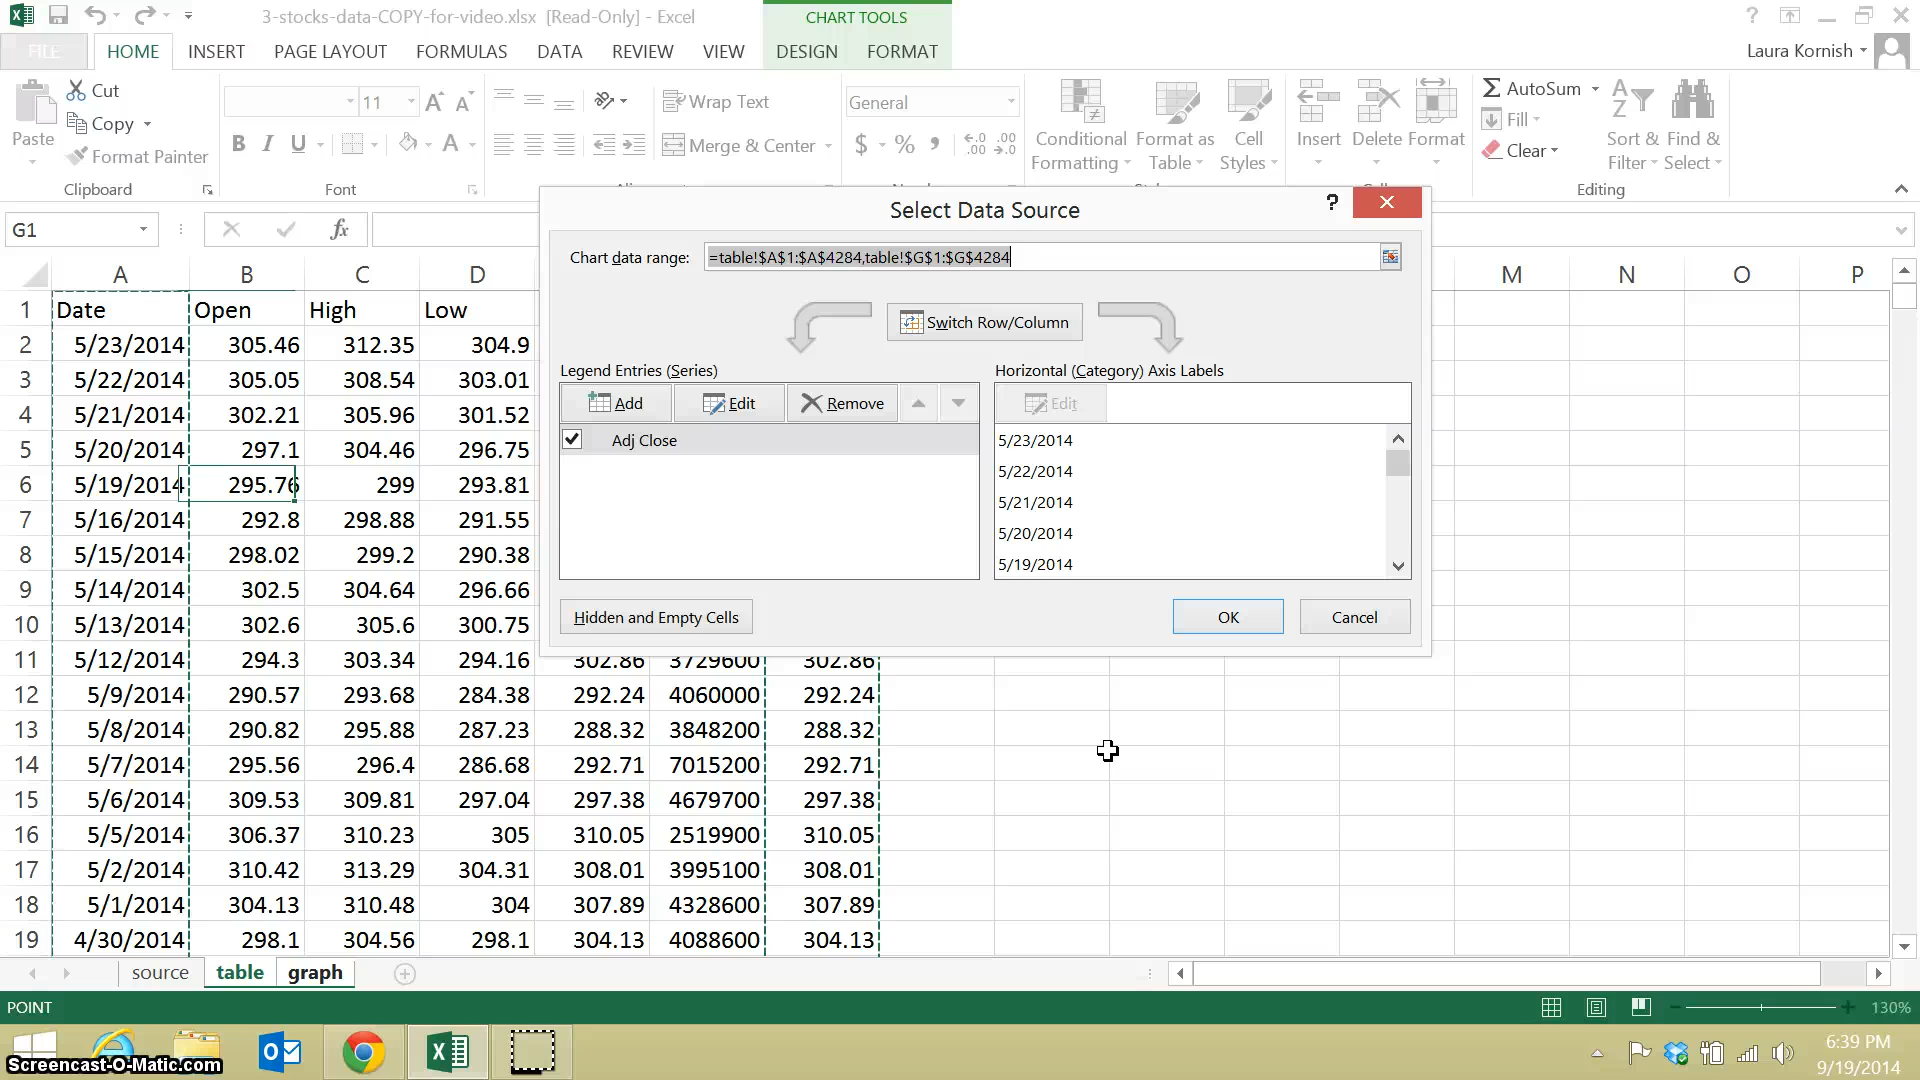 3-stocks-data-COPY-for-video.xlsx [Read-Only] - Excel
CHART TOOLS
FILE HOME INSERT PAGE LAYOUT FORMULAS DATA REVIEW VIEW DESIGN FORMAT
Laura Kornish
Paste
Cut
Copy
Format Painter
Clipboard
11
B I U
Font
Wrap Text
Merge & Center
General
$ % ,
Conditional Formatting
Format as Table
Cell Styles
Insert
Delete
Format
AutoSum
Fill
Clear
Sort & Filter
Find & Select
Editing
G1
fx
Select Data Source
Chart data range: =table!$A$1:$A$4284,table!$G$1:$G$4284
Switch Row/Column
Legend Entries (Series)
Add Edit Remove
Adj Close
Horizontal (Category) Axis Labels
Edit
5/23/2014
5/22/2014
5/21/2014
5/20/2014
5/19/2014
Hidden and Empty Cells
OK
Cancel
A B C D M N O P
1 Date Open High Low
2 5/23/2014 305.46 312.35 304.9
3 5/22/2014 305.05 308.54 303.01
4 5/21/2014 302.21 305.96 301.52
5 5/20/2014 297.1 304.46 296.75
6 5/19/2014 295.76 299 293.81
7 5/16/2014 292.8 298.88 291.55
8 5/15/2014 298.02 299.2 290.38
9 5/14/2014 302.5 304.64 296.66
10 5/13/2014 302.6 305.6 300.75
11 5/12/2014 294.3 303.34 294.16 302.86 3729600 302.86
12 5/9/2014 290.57 293.68 284.38 292.24 4060000 292.24
13 5/8/2014 290.82 295.88 287.23 288.32 3848200 288.32
14 5/7/2014 295.56 296.4 286.68 292.71 7015200 292.71
15 5/6/2014 309.53 309.81 297.04 297.38 4679700 297.38
16 5/5/2014 306.37 310.23 305 310.05 2519900 310.05
17 5/2/2014 310.42 313.29 304.31 308.01 3995100 308.01
18 5/1/2014 304.13 310.48 304 307.89 4328600 307.89
19 4/30/2014 298.1 304.56 298.1 304.13 4088600 304.13
source table graph
POINT
130%
Screencast-O-Matic.com
6:39 PM
9/19/2014